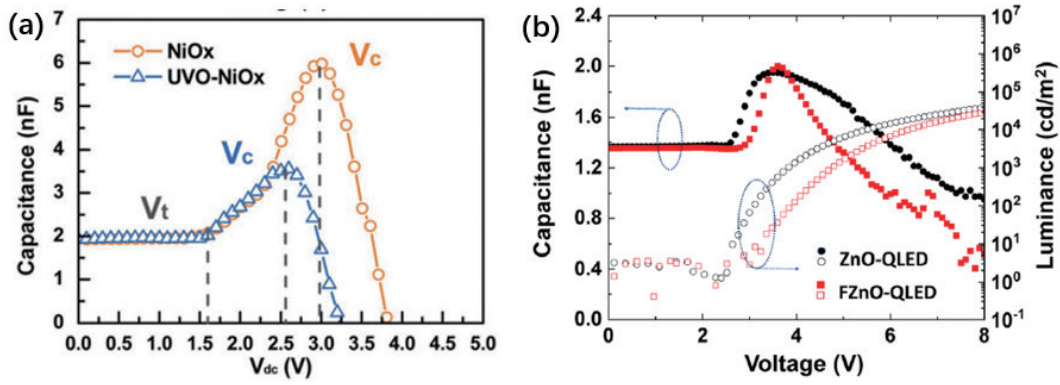 (a)
7
6
5
4
3
2
1
0
Capacitance (nF)
NiOx
UVO-NiOx
Vc
Vc
Vt
0.0 0.5 1.0 1.5 2.0 2.5 3.0 3.5 4.0 4.5 5.0
Vdc (V)
(b)
2.4
2.0
1.6
1.2
0.8
0.4
0.0
Capacitance (nF)
10^7
10^6
10^5
10^4
10^3
10^2
10^1
10^0
10^-1
Luminance (cd/m²)
ZnO-QLED
FZnO-QLED
0 2 4 6 8
Voltage (V)